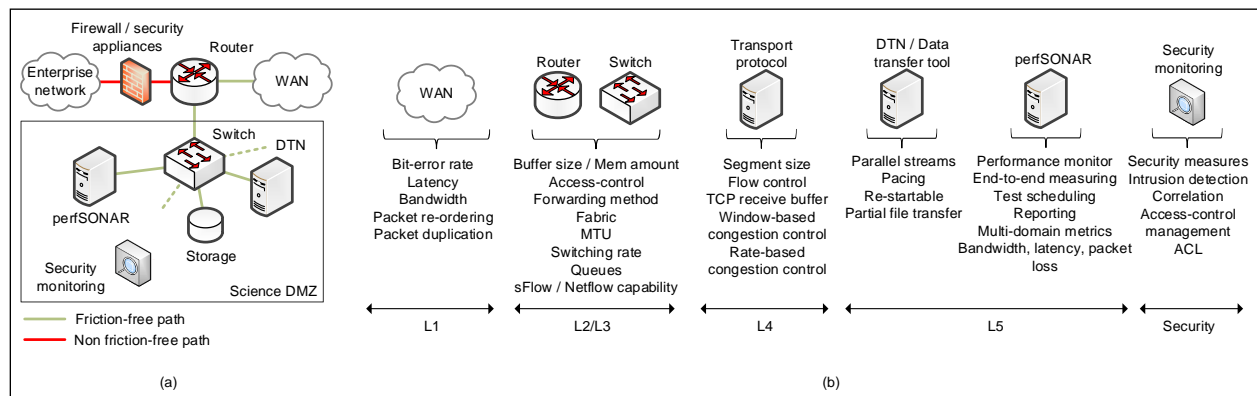 Firewall / security
appliances
Router
Enterprise
network
WAN
Switch
DTN
perfSONAR
Storage
Security
monitoring
Science DMZ
Friction-free path
Non friction-free path
(a)
WAN
Bit-error rate
Latency
Bandwidth
Packet re-ordering
Packet duplication
L1
Router
Switch
Buffer size / Mem amount
Access-control
Forwarding method
Fabric
MTU
Switching rate
Queues
sFlow / Netflow capability
L2/L3
Transport
protocol
Segment size
Flow control
TCP receive buffer
Window-based
congestion control
Rate-based
congestion control
L4
DTN / Data
transfer tool
Parallel streams
Pacing
Re-startable
Partial file transfer
perfSONAR
Performance monitor
End-to-end measuring
Test scheduling
Reporting
Multi-domain metrics
Bandwidth, latency, packet
loss
L5
Security
monitoring
Security measures
Intrusion detection
Correlation
Access-control
management
ACL
Security
(b)